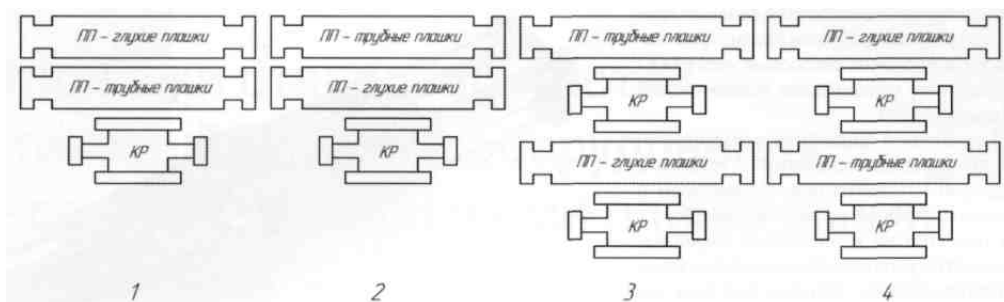 ПП – глухие плашки
ПП – трубные плашки
КР
1
ПП – трубные плашки
ПП – глухие плашки
КР
2
ПП – трубные плашки
КР
ПП – глухие плашки
КР
3
ПП – глухие плашки
КР
ПП – трубные плашки
КР
4